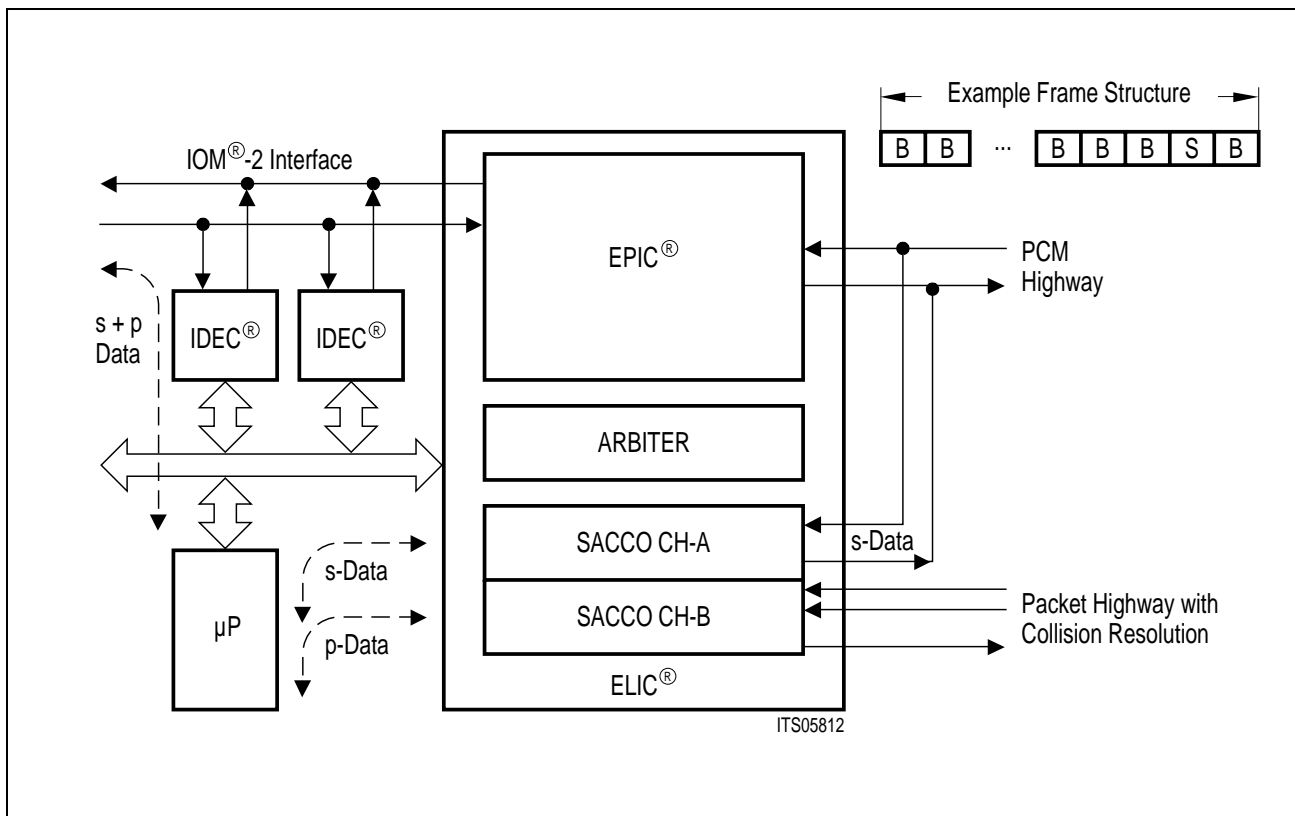 Example Frame Structure
B B ... B B B S B
IOM®-2 Interface
EPIC®
PCM
Highway
s + p
Data
IDEC®
IDEC®
ARBITER
SACCO CH-A
s-Data
s-Data
µP
SACCO CH-B
p-Data
Packet Highway with
Collision Resolution
ELIC®
ITS05812